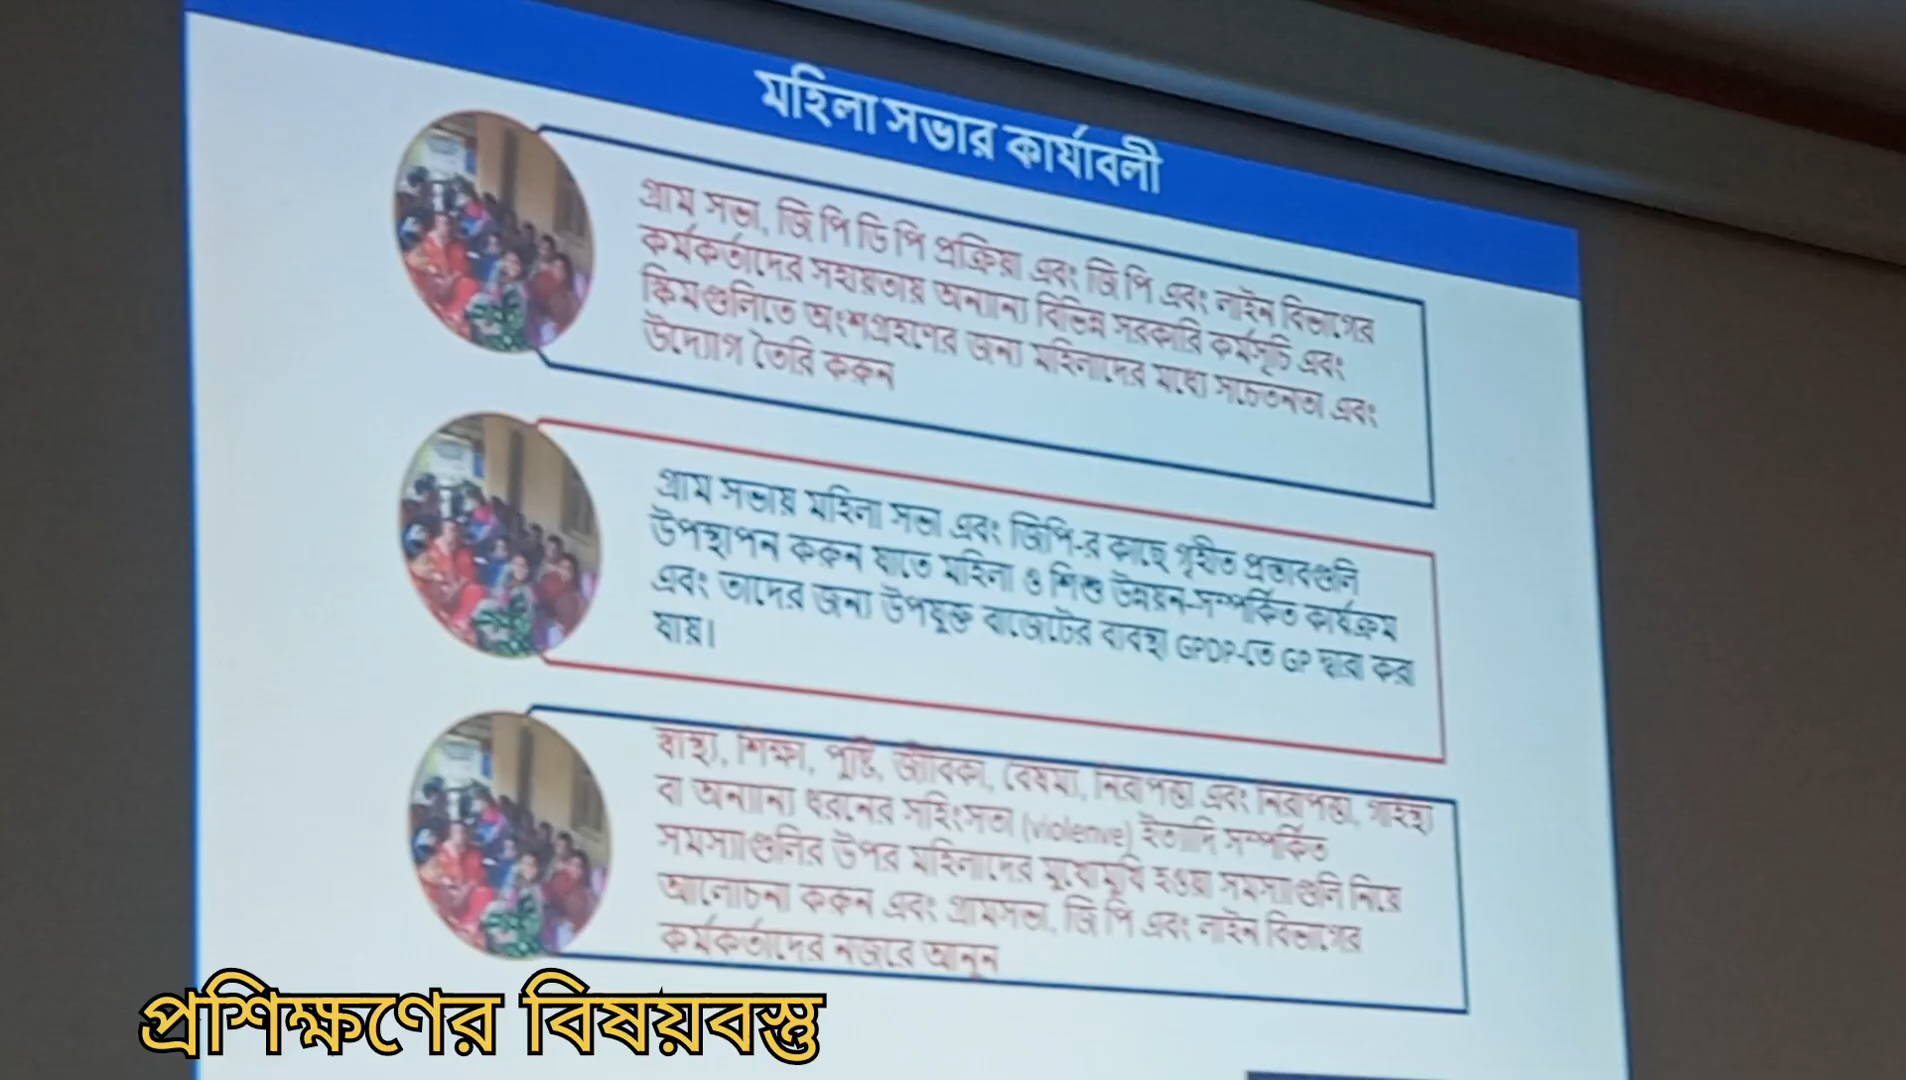 মহিলা সভার কার্যাবলী
গ্রাম সভা, জি পি ডি পি প্রক্রিয়া এবং জি পি এবং লাইন বিভাগের
কর্মকর্তাদের সহায়তায় অন্যান্য বিভিন্ন সরকারি কর্মসূচি এবং
স্কিমগুলিতে অংশগ্রহণের জন্য মহিলাদের মধ্যে সচেতনতা এবং
উদ্যোগ তৈরি করুন
গ্রাম সভায় মহিলা সভা এবং জিপি-র কাছে গৃহীত প্রস্তাবগুলি
উপস্থাপন করুন যাতে মহিলা ও শিশু উন্নয়ন-সম্পর্কিত কার্যক্রম
এবং তাদের জন্য উপযুক্ত বাজেটের ব্যবস্থা GPDP-তে GP দ্বারা করা
যায়।
স্বাস্থ্য, শিক্ষা, পুষ্টি, জীবিকা, বৈষম্য, নিরাপত্তা এবং নিরাপত্তা, গার্হস্থ্য
বা অন্যান্য ধরনের সহিংসতা (violenve) ইত্যাদি সম্পর্কিত
সমস্যাগুলির উপর মহিলাদের মুখোমুখি হওয়া সমস্যাগুলি নিয়ে
আলোচনা করুন এবং গ্রামসভা, জি পি এবং লাইন বিভাগের
কর্মকর্তাদের নজরে আনুন
প্রশিক্ষণের বিষয়বস্তু